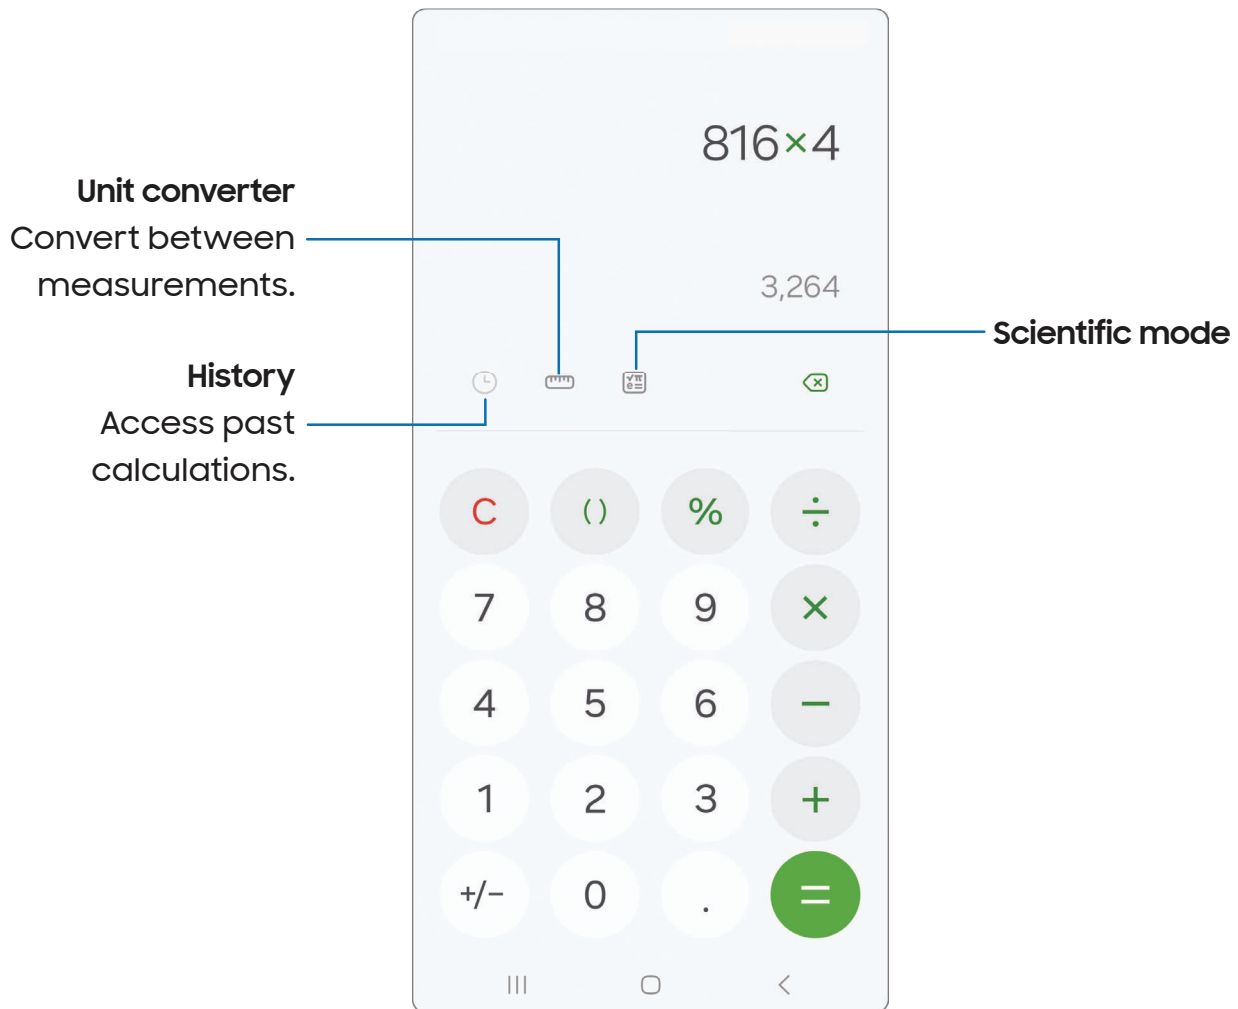 816×4
Unit converter
Convert between
measurements.
3,264
Scientific mode
History
Access past
calculations.
√π
e=
C () % ÷
7 8 9 ×
4 5 6 −
1 2 3 +
+/− 0 . =